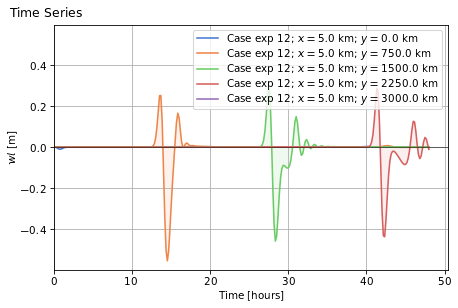 Time Series
Case exp 12; x = 5.0 km; y = 0.0 km
Case exp 12; x = 5.0 km; y = 750.0 km
Case exp 12; x = 5.0 km; y = 1500.0 km
Case exp 12; x = 5.0 km; y = 2250.0 km
Case exp 12; x = 5.0 km; y = 3000.0 km
0.4
0.2
0.0
−0.2
−0.4
wl [m]
0 10 20 30 40 50
Time [hours]